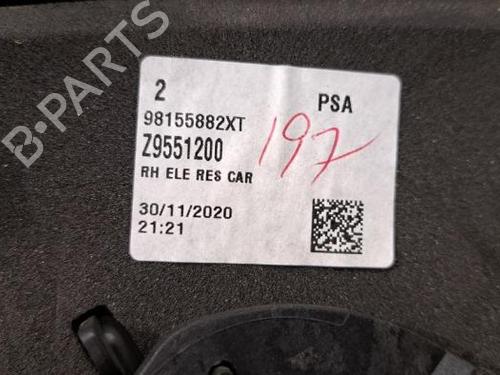 B-PARTS
2 PSA
98155882XT
Z9551200
197
RH ELE RES CAR
30/11/2020
21:21